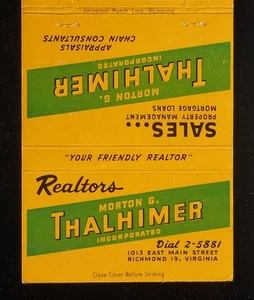 Universal Match Corp., Richmond
APPRAISALS
CHAIN CONSULTANTS
MORTON G.
THALHIMER
INCORPORATED
SALES...
PROPERTY MANAGEMENT
MORTGAGE LOANS
"YOUR FRIENDLY REALTOR"
Realtors
MORTON G.
THALHIMER
INCORPORATED
Dial 2-5881
1013 EAST MAIN STREET
RICHMOND 19, VIRGINIA
Close Cover Before Striking